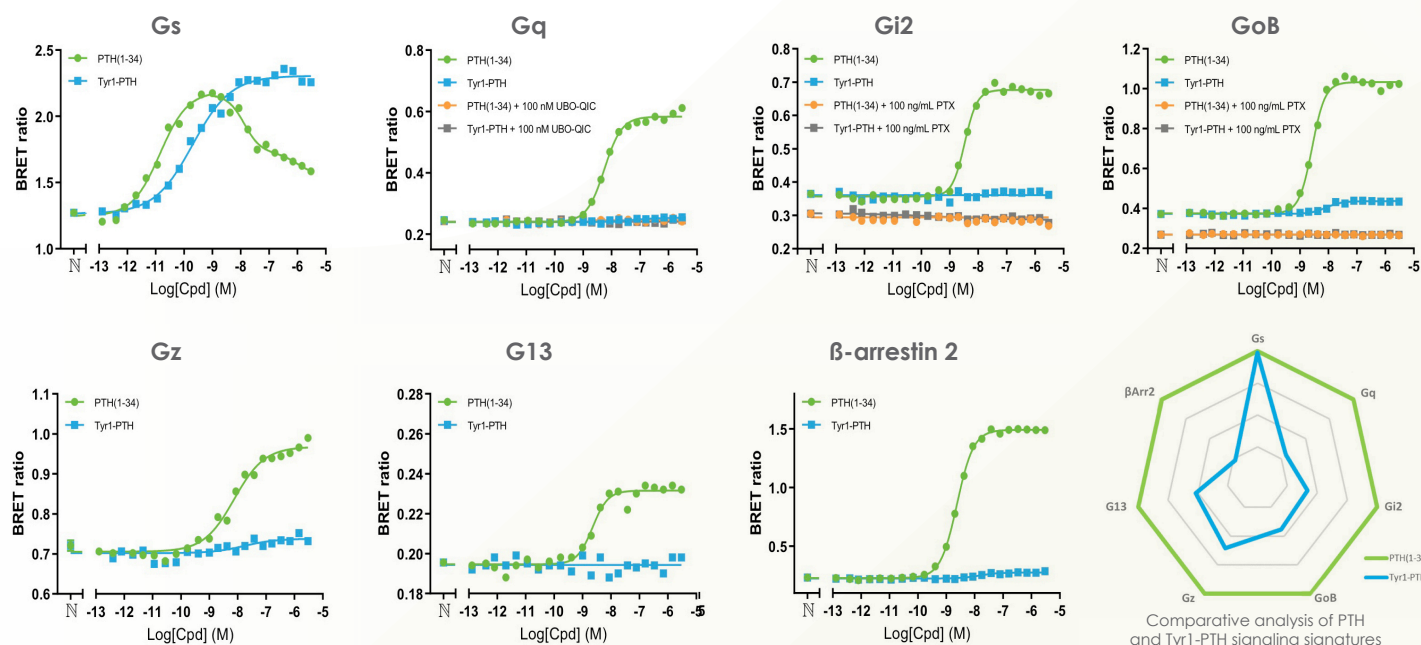 Gs
2.5
2.0
1.5
1.0
BRET ratio
PTH(1-34)
Tyr1-PTH
N -13 -12 -11 -10 -9 -8 -7 -6 -5
Log[Cpd] (M)
Gq
0.8
0.6
0.4
0.2
BRET ratio
PTH(1-34)
Tyr1-PTH
PTH(1-34) + 100 nM UBO-QIC
Tyr1-PTH + 100 nM UBO-QIC
N -13 -12 -11 -10 -9 -8 -7 -6 -5
Log[Cpd] (M)
Gi2
0.8
0.7
0.6
0.5
0.4
0.3
0.2
BRET ratio
PTH(1-34)
Tyr1-PTH
PTH(1-34) + 100 ng/mL PTX
Tyr1-PTH + 100 ng/mL PTX
N -13 -12 -11 -10 -9 -8 -7 -6 -5
Log[Cpd] (M)
GoB
1.2
1.0
0.8
0.6
0.4
0.2
BRET ratio
PTH(1-34)
Tyr1-PTH
PTH(1-34) + 100 ng/mL PTX
Tyr1-PTH + 100 ng/mL PTX
N -13 -12 -11 -10 -9 -8 -7 -6 -5
Log[Cpd] (M)
Gz
1.1
1.0
0.9
0.8
0.7
0.6
BRET ratio
PTH(1-34)
Tyr1-PTH
N -13 -12 -11 -10 -9 -8 -7 -6 -5
Log[Cpd] (M)
G13
0.28
0.26
0.24
0.22
0.20
0.18
BRET ratio
PTH(1-34)
Tyr1-PTH
N -13 -12 -11 -10 -9 -8 -7 -6 -5
Log[Cpd] (M)
ß-arrestin 2
1.5
1.0
0.5
BRET ratio
PTH(1-34)
Tyr1-PTH
N -13 -12 -11 -10 -9 -8 -7 -6 -5
Log[Cpd] (M)
Gs
βArr2
Gq
G13
Gi2
Gz
GoB
PTH(1-3
Tyr1-PT
Comparative analysis of PTH
and Tyr1-PTH signaling signatures